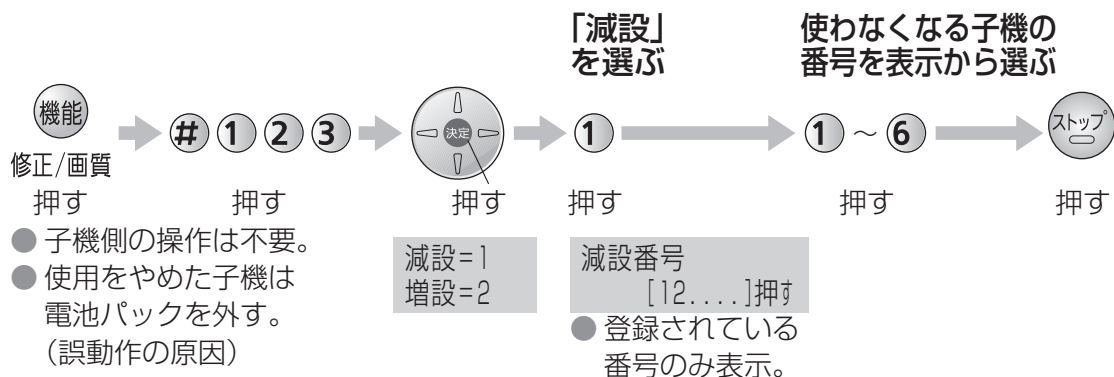 「減設」
を選ぶ
使わなくなる子機の
番号を表示から選ぶ
機能
修正/画質
# 1 2 3
決定
1
1 ～ 6
ストップ
押す
押す
押す
押す
押す
押す
● 子機側の操作は不要。
● 使用をやめた子機は
電池パックを外す。
（誤動作の原因）
減設=1
増設=2
減設番号
[12....]押す
● 登録されている
番号のみ表示。